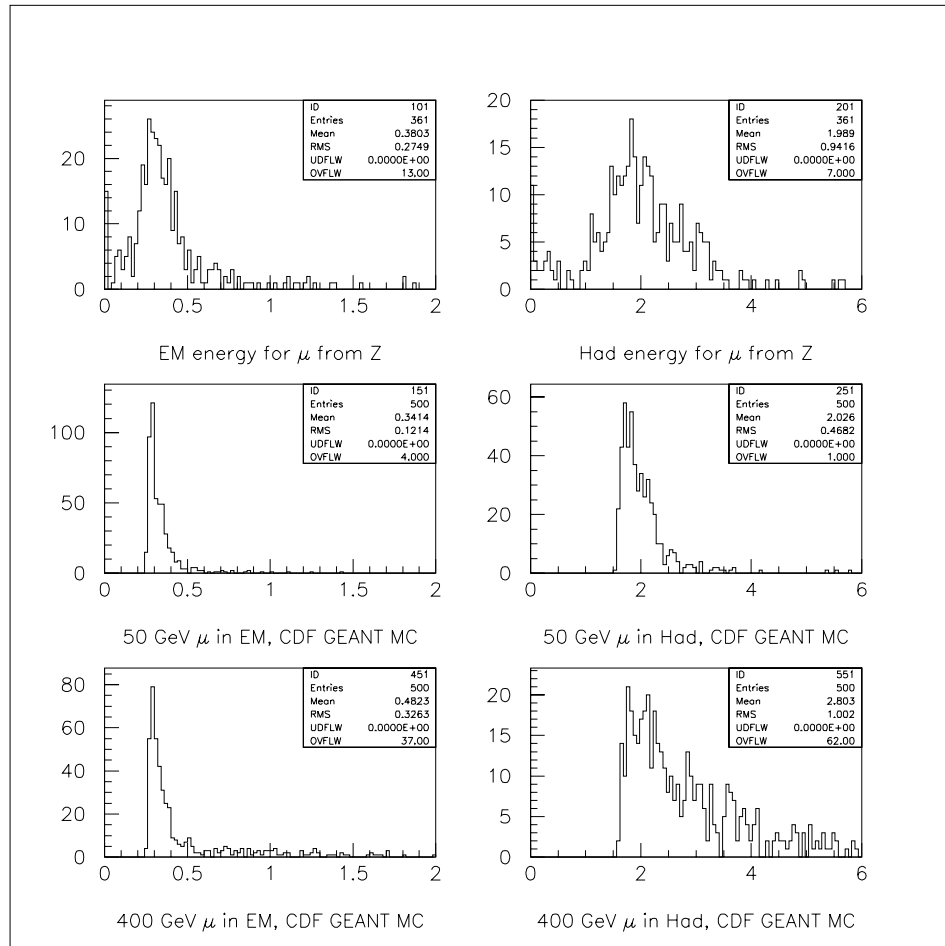 ID 101
Entries 361
Mean 0.3803
RMS 0.2749
UDFLW 0.0000E+00
OVFLW 13.00
20
0
0 0.5 1 1.5 2
EM energy for μ from Z
ID 201
Entries 361
Mean 1.989
RMS 0.9416
UDFLW 0.0000E+00
OVFLW 7.000
20
15
10
5
0
0 2 4 6
Had energy for μ from Z
ID 151
Entries 500
Mean 0.3414
RMS 0.1214
UDFLW 0.0000E+00
OVFLW 4.000
100
50
0
0 0.5 1 1.5 2
50 GeV μ in EM, CDF GEANT MC
ID 251
Entries 500
Mean 2.026
RMS 0.4682
UDFLW 0.0000E+00
OVFLW 1.000
60
40
20
0
0 2 4 6
50 GeV μ in Had, CDF GEANT MC
ID 451
Entries 500
Mean 0.4823
RMS 0.3263
UDFLW 0.0000E+00
OVFLW 37.00
80
60
40
20
0
0 0.5 1 1.5 2
400 GeV μ in EM, CDF GEANT MC
ID 551
Entries 500
Mean 2.803
RMS 1.002
UDFLW 0.0000E+00
OVFLW 62.00
20
15
10
5
0
0 2 4 6
400 GeV μ in Had, CDF GEANT MC